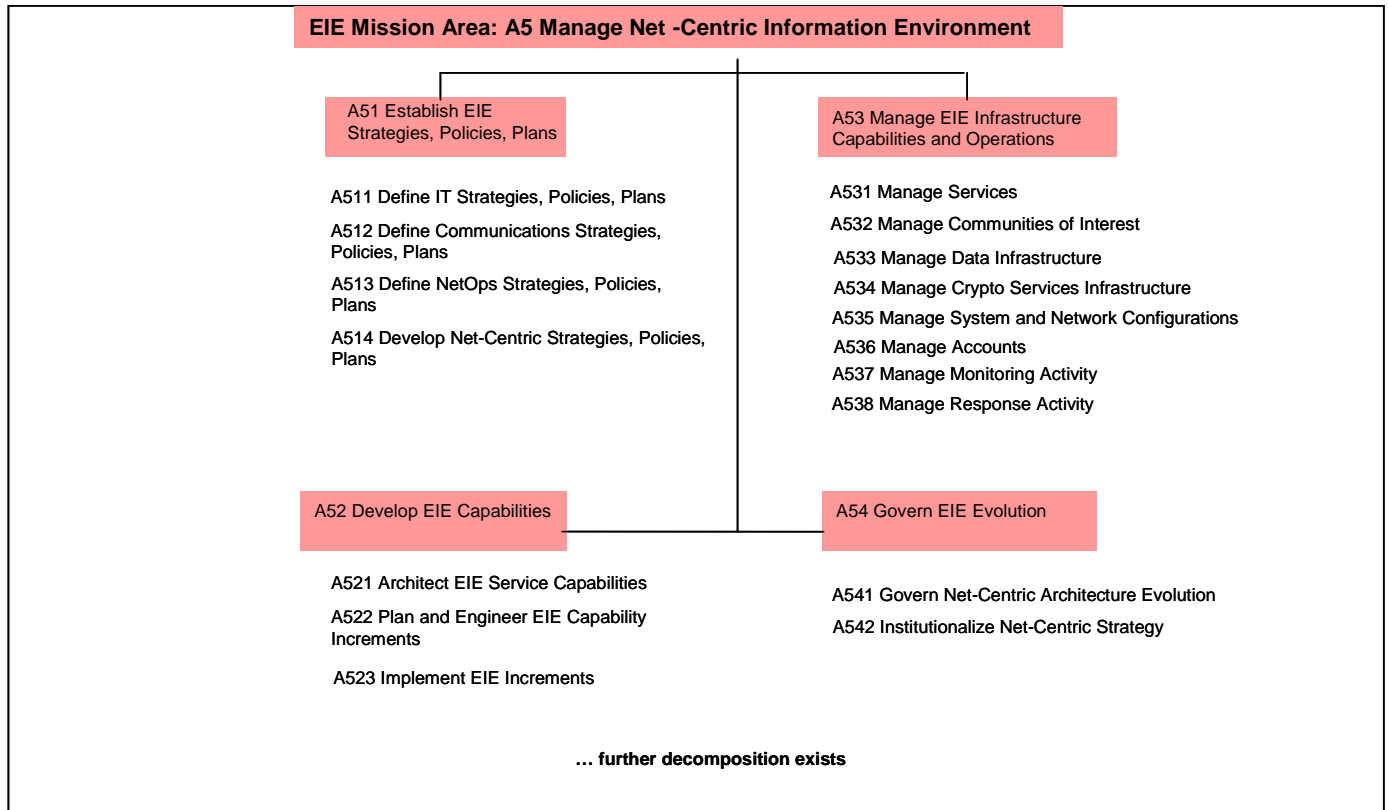 EIE Mission Area: A5 Manage Net -Centric Information Environment
A51 Establish EIE
Strategies, Policies, Plans
A511 Define IT Strategies, Policies, Plans
A512 Define Communications Strategies,
Policies, Plans
A513 Define NetOps Strategies, Policies,
Plans
A514 Develop Net-Centric Strategies, Policies,
Plans
A53 Manage EIE Infrastructure
Capabilities and Operations
A531 Manage Services
A532 Manage Communities of Interest
A533 Manage Data Infrastructure
A534 Manage Crypto Services Infrastructure
A535 Manage System and Network Configurations
A536 Manage Accounts
A537 Manage Monitoring Activity
A538 Manage Response Activity
A52 Develop EIE Capabilities
A521 Architect EIE Service Capabilities
A522 Plan and Engineer EIE Capability
Increments
A523 Implement EIE Increments
A54 Govern EIE Evolution
A541 Govern Net-Centric Architecture Evolution
A542 Institutionalize Net-Centric Strategy
… further decomposition exists